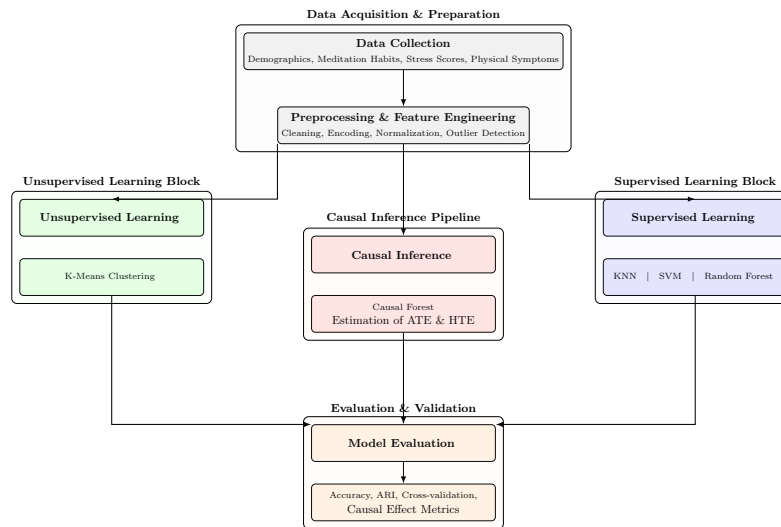 Data Acquisition & Preparation
Data Collection
Demographics, Meditation Habits, Stress Scores, Physical Symptoms
Preprocessing & Feature Engineering
Cleaning, Encoding, Normalization, Outlier Detection
Unsupervised Learning Block
Unsupervised Learning
K-Means Clustering
Causal Inference Pipeline
Causal Inference
Causal Forest
Estimation of ATE & HTE
Supervised Learning Block
Supervised Learning
KNN | SVM | Random Forest
Evaluation & Validation
Model Evaluation
Accuracy, ARI, Cross-validation,
Causal Effect Metrics